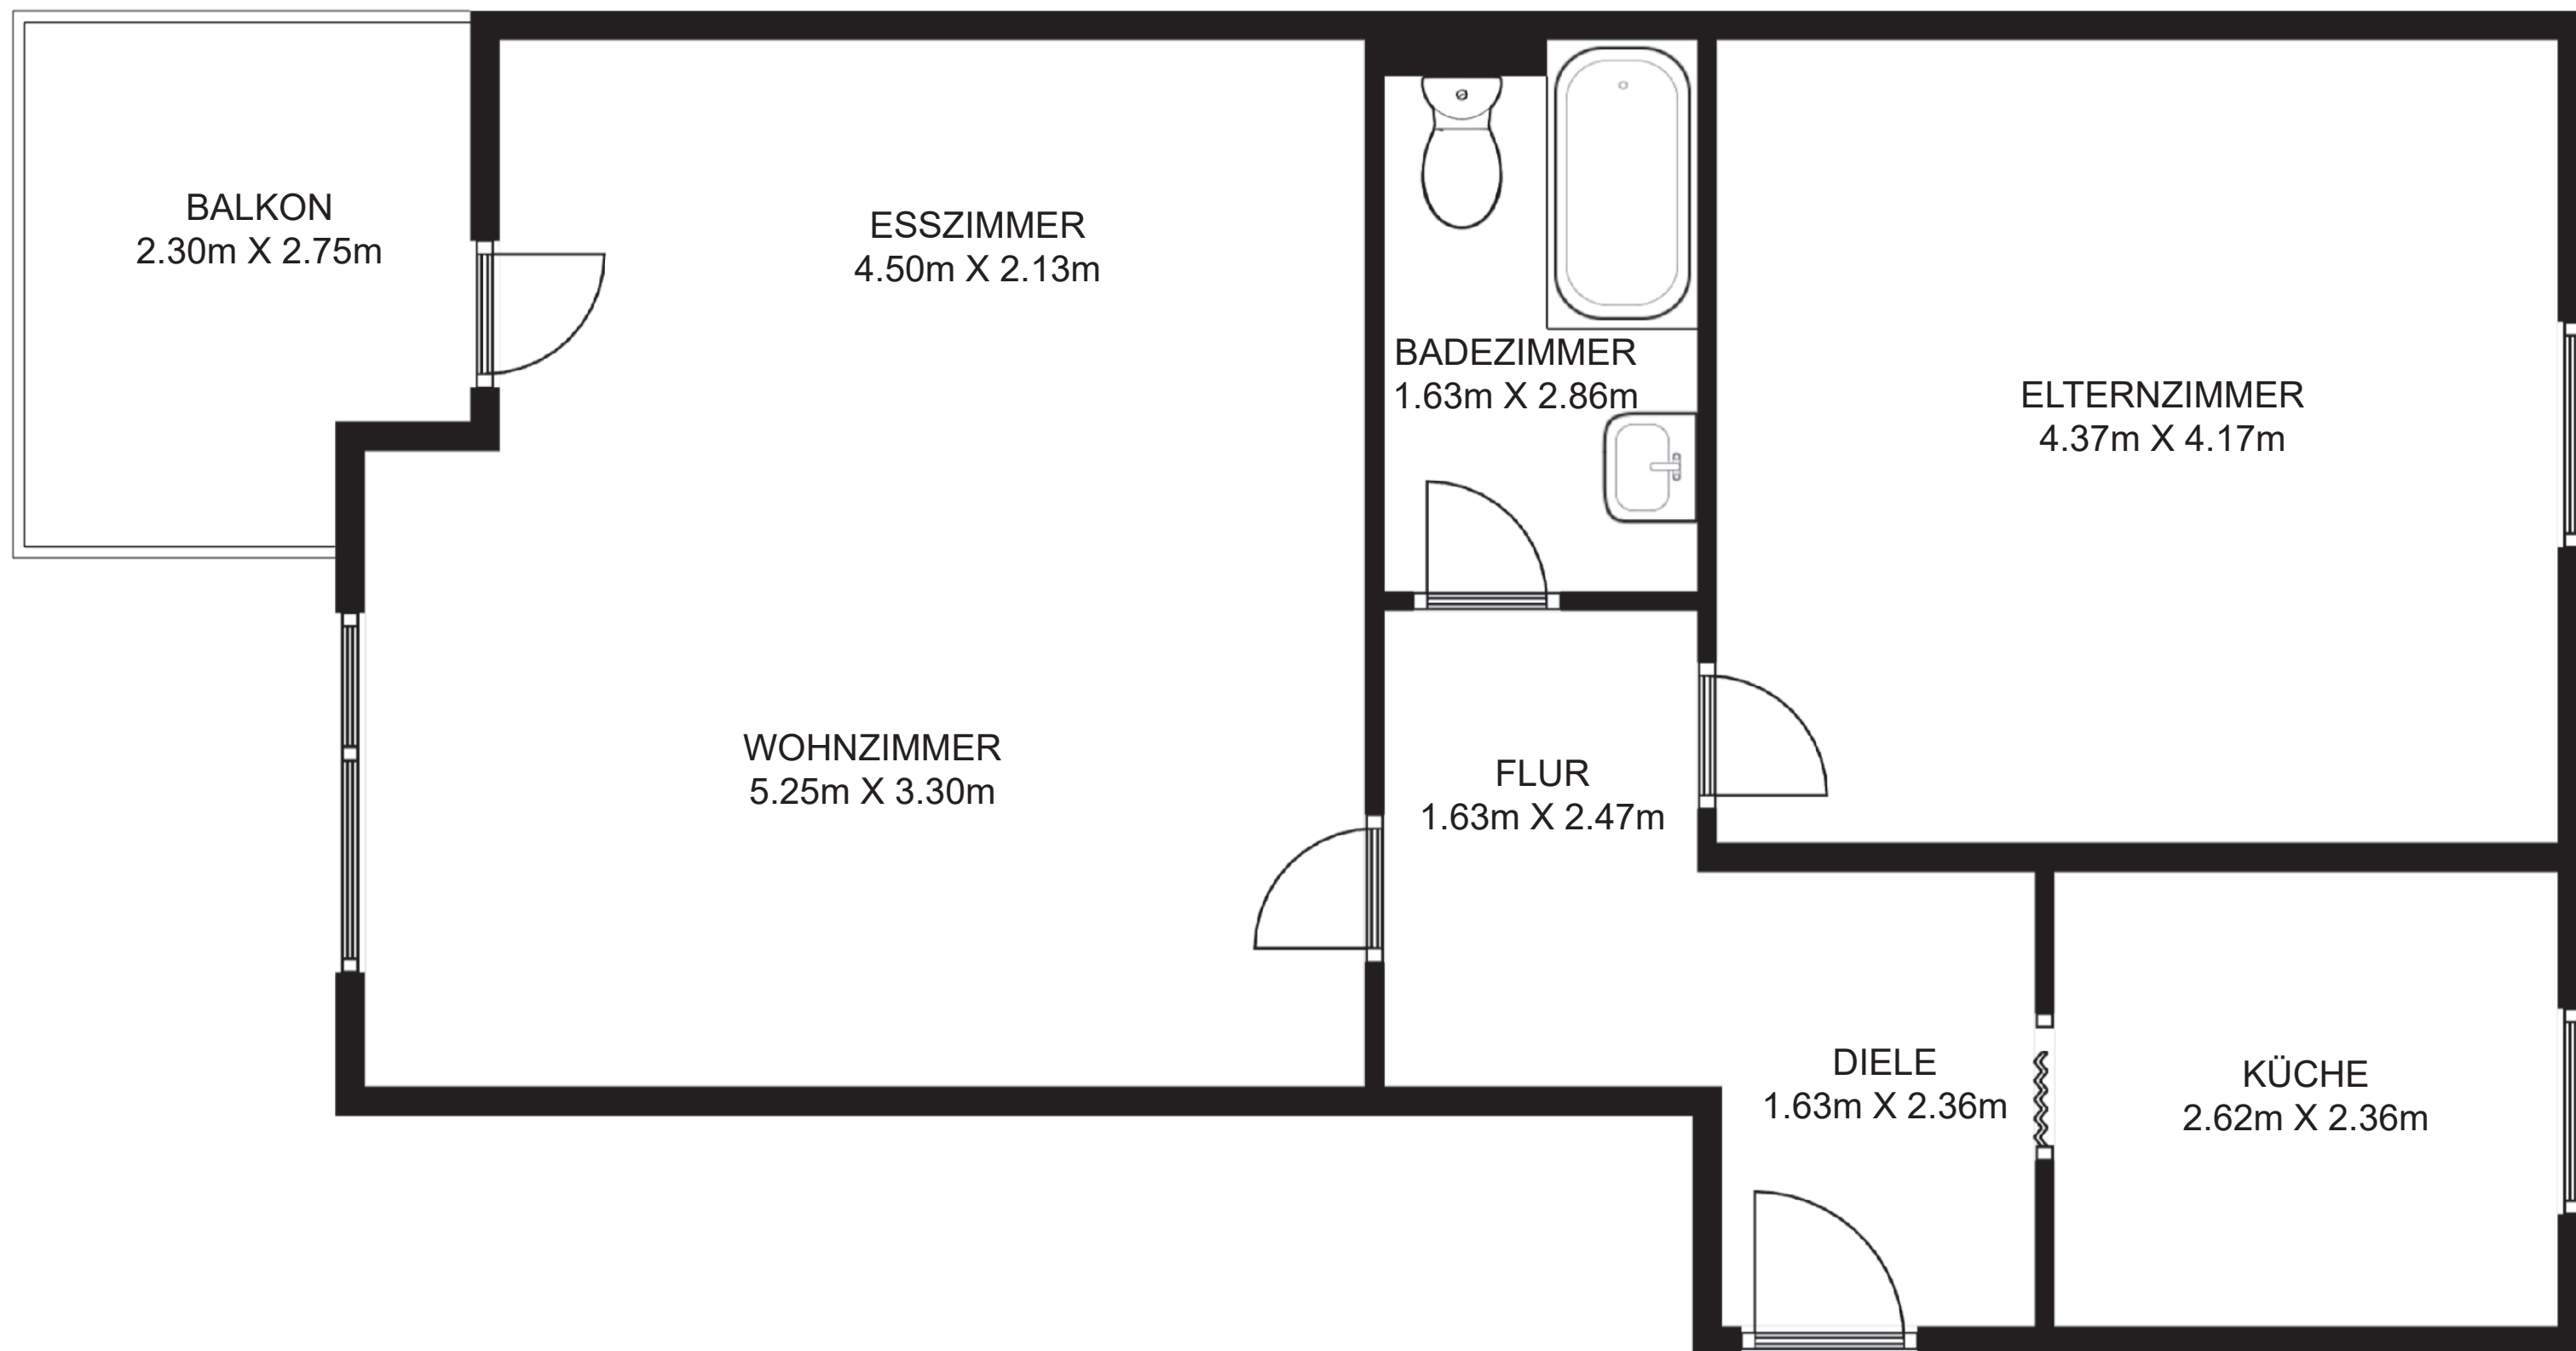 BALKON
2.30m X 2.75m
ESSZIMMER
4.50m X 2.13m
BADEZIMMER
1.63m X 2.86m
ELTERNZIMMER
4.37m X 4.17m
WOHNZIMMER
5.25m X 3.30m
FLUR
1.63m X 2.47m
DIELE
1.63m X 2.36m
KÜCHE
2.62m X 2.36m